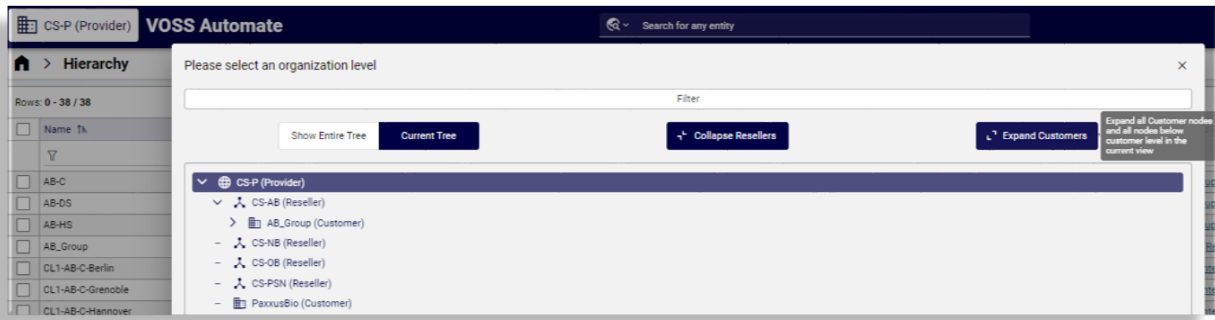 CS-P (Provider) VOSS Automate Search for any entity
> Hierarchy
Please select an organization level
Rows: 0 - 38 / 38
Filter
Name
Show Entire Tree Current Tree Collapse Resellers Expand Customers
Expand all Customer nodes
and all nodes below
customer level in the
current view
AB-C
AB-DS
AB-HS
AB_Group
CL1-AB-C-Berlin
CL1-AB-C-Grenoble
CL1-AB-C-Hannover
CS-P (Provider)
CS-AB (Reseller)
AB_Group (Customer)
CS-NB (Reseller)
CS-OB (Reseller)
CS-PSN (Reseller)
PaxxusBio (Customer)